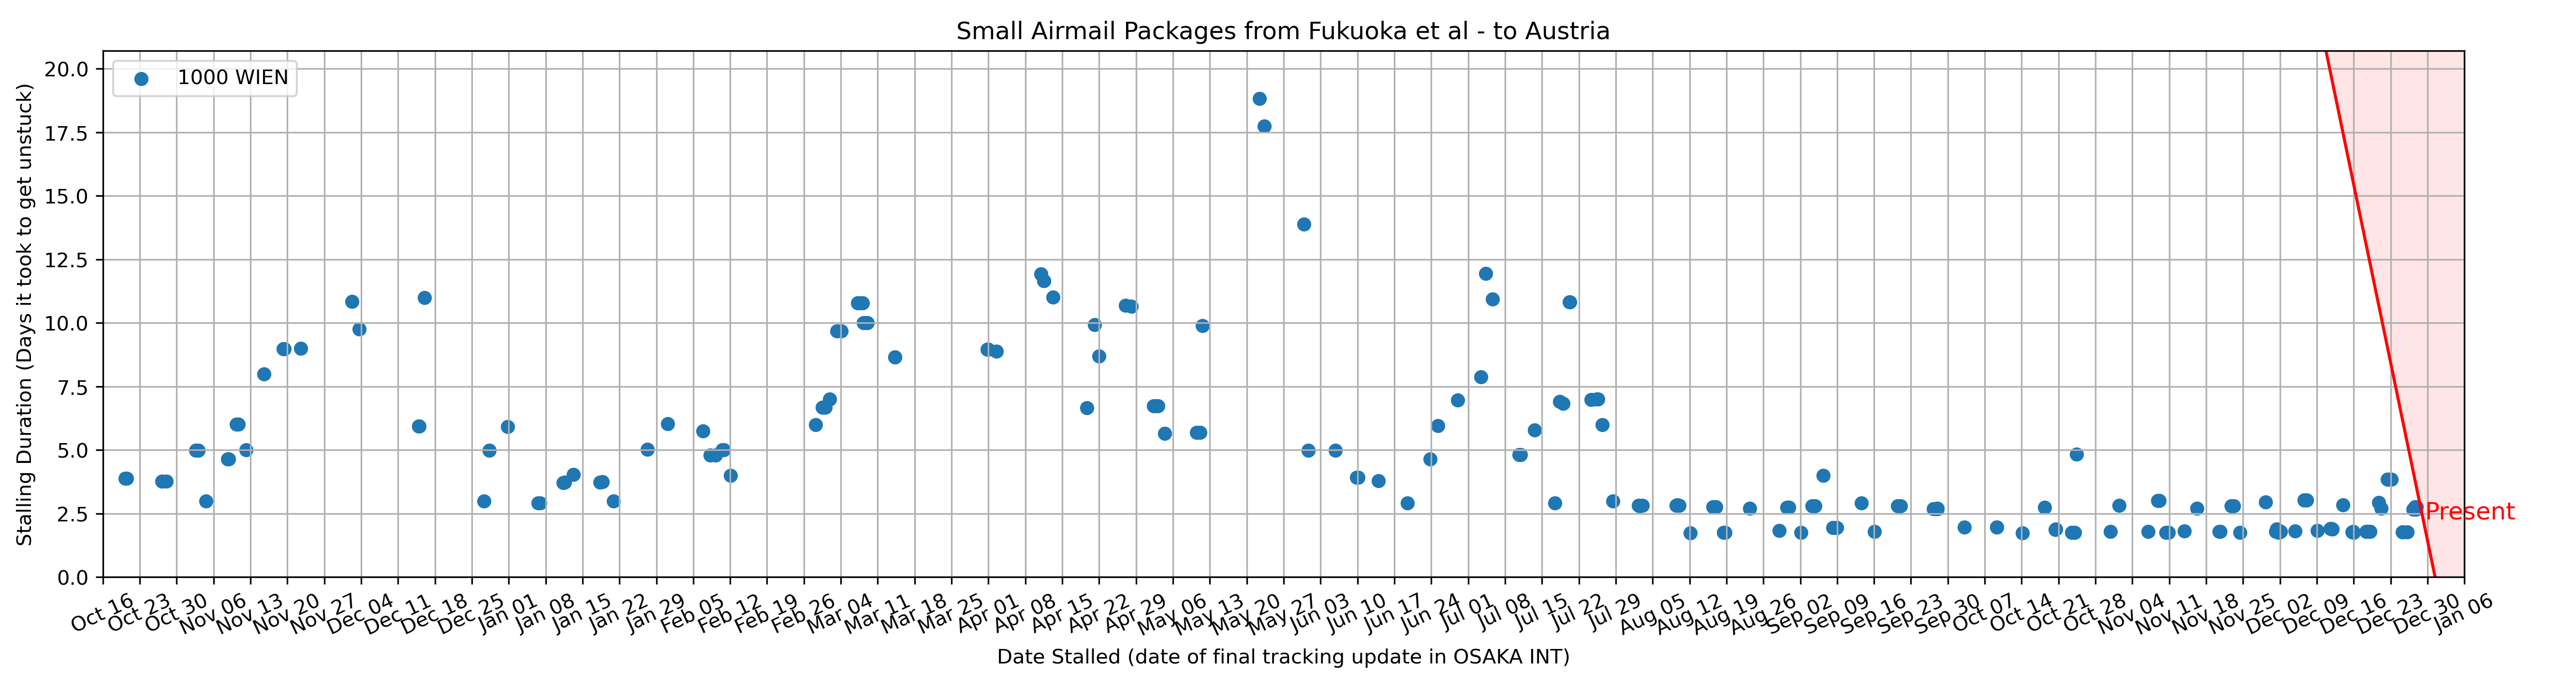 Small Airmail Packages from Fukuoka et al - to Austria
1000 WIEN
Stalling Duration (Days it took to get unstuck)
20.0
17.5
15.0
12.5
10.0
7.5
5.0
2.5
0.0
Present
Oct 16
Oct 23
Oct 30
Nov 06
Nov 13
Nov 20
Nov 27
Dec 04
Dec 11
Dec 18
Dec 25
Jan 01
Jan 08
Jan 15
Jan 22
Jan 29
Feb 05
Feb 12
Feb 19
Feb 26
Mar 04
Mar 11
Mar 18
Mar 25
Apr 01
Apr 08
Apr 15
Apr 22
Apr 29
May 06
May 13
May 20
May 27
Jun 03
Jun 10
Jun 17
Jun 24
Jul 01
Jul 08
Jul 15
Jul 22
Jul 29
Aug 05
Aug 12
Aug 19
Aug 26
Sep 02
Sep 09
Sep 16
Sep 23
Sep 30
Oct 07
Oct 14
Oct 21
Oct 28
Nov 04
Nov 11
Nov 18
Nov 25
Dec 02
Dec 09
Dec 16
Dec 23
Dec 30
Jan 06
Date Stalled (date of final tracking update in OSAKA INT)